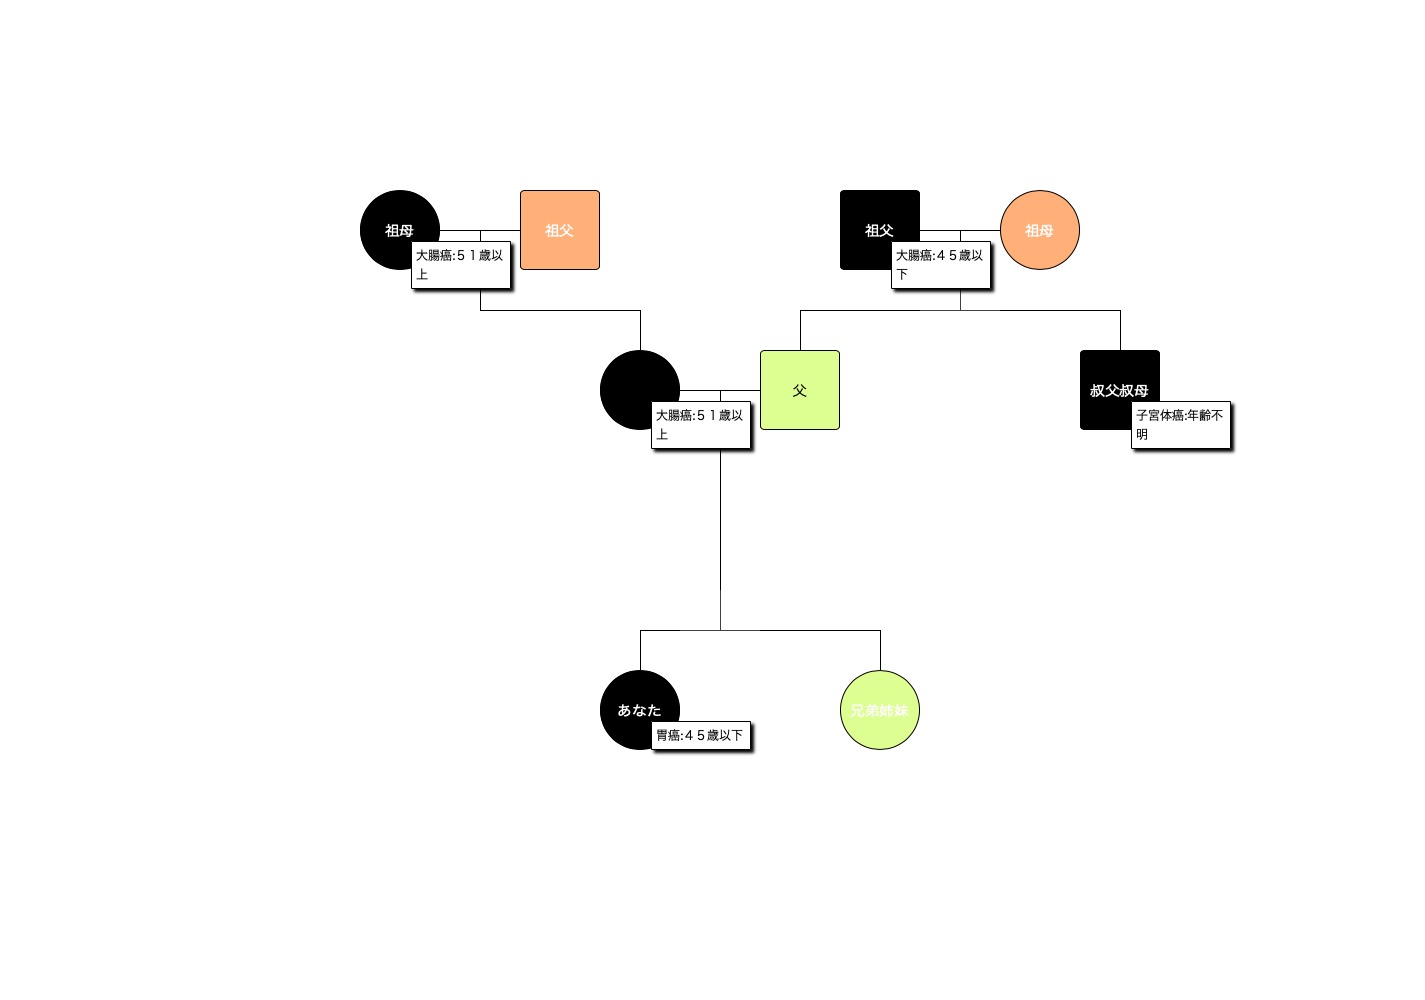 祖母
祖父
祖父
祖母
大腸癌:５１歳以
上
大腸癌:４５歳以
下
父
叔父叔母
大腸癌:５１歳以
上
子宮体癌:年齢不
明
あなた
兄弟姉妹
胃癌:４５歳以下